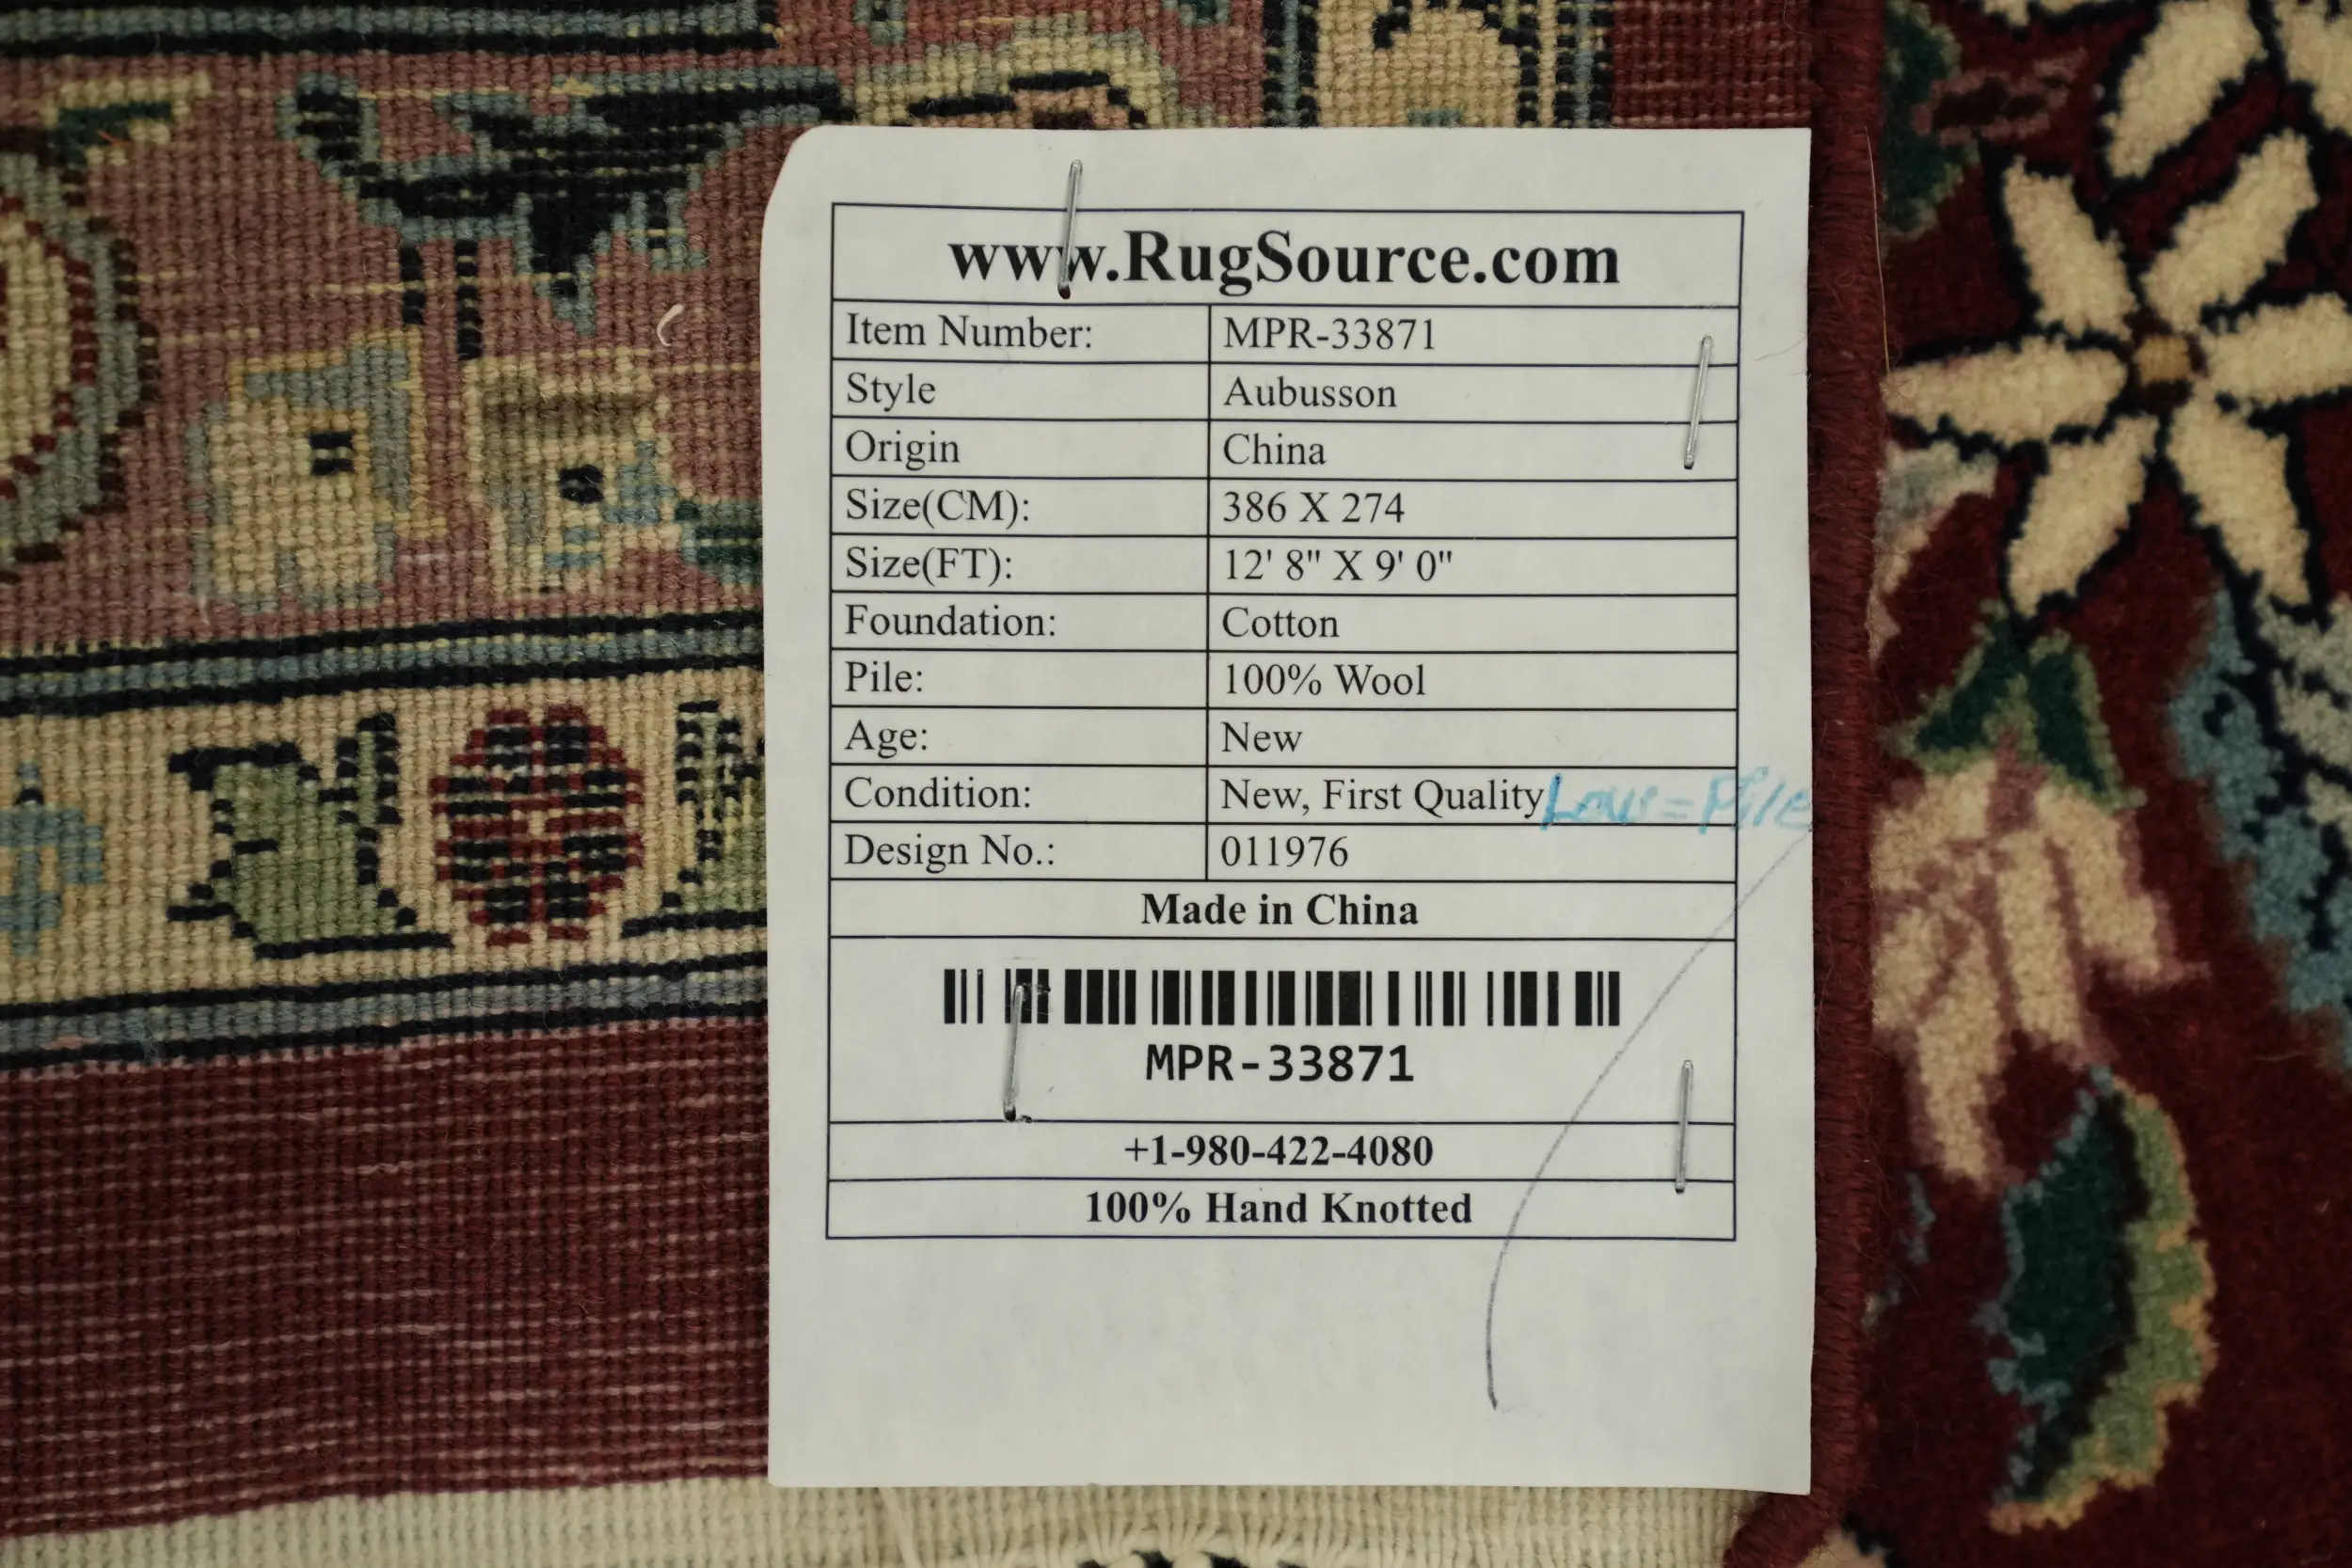 www.RugSource.com
Item Number: MPR-33871
Style Aubusson
Origin China
Size(CM): 386 X 274
Size(FT): 12' 8" X 9' 0"
Foundation: Cotton
Pile: 100% Wool
Age: New
Condition: New, First Quality Low=Pile
Design No.: 011976
Made in China
MPR-33871
+1-980-422-4080
100% Hand Knotted